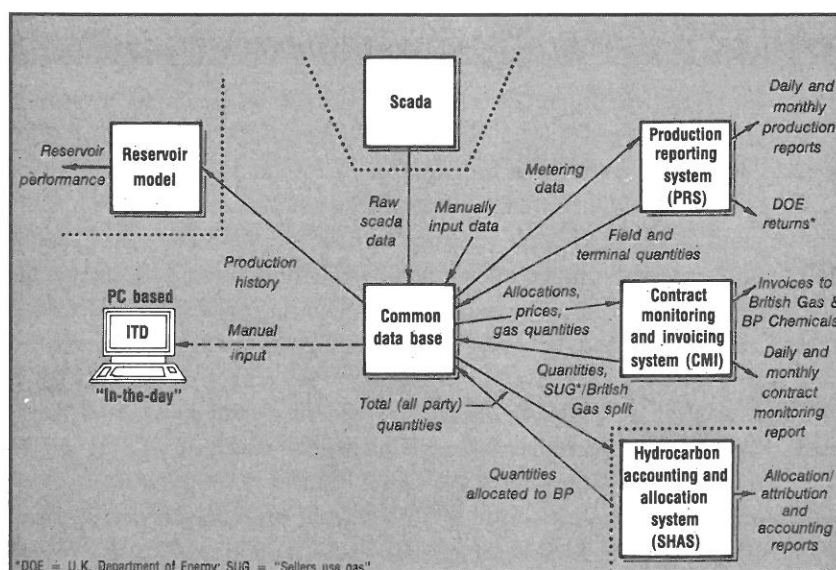 Scada
Reservoir
performance
Reservoir
model
Production
reporting
system
(PRS)
Daily and
monthly
production
reports
DOE
returns*
Metering
data
Raw
scada
data
Manually
input data
Field and
terminal quantities
Production
history
PC based
ITD
"In-the-day"
Manual
input
Common
data base
Allocations,
prices,
gas quantities
Contract
monitoring
and invoicing
system (CMI)
Invoices to
British Gas &
BP Chemicals
Daily and
monthly
contract
monitoring
report
Quantities,
SUG*/British
Gas split
Total (all party)
quantities
Quantities
allocated to BP
Hydrocarbon
accounting and
allocation
system
(SHAS)
Allocation/
attribution
and
accounting
reports
*DOE = U.K. Department of Energy; SUG = "Sellers use gas"